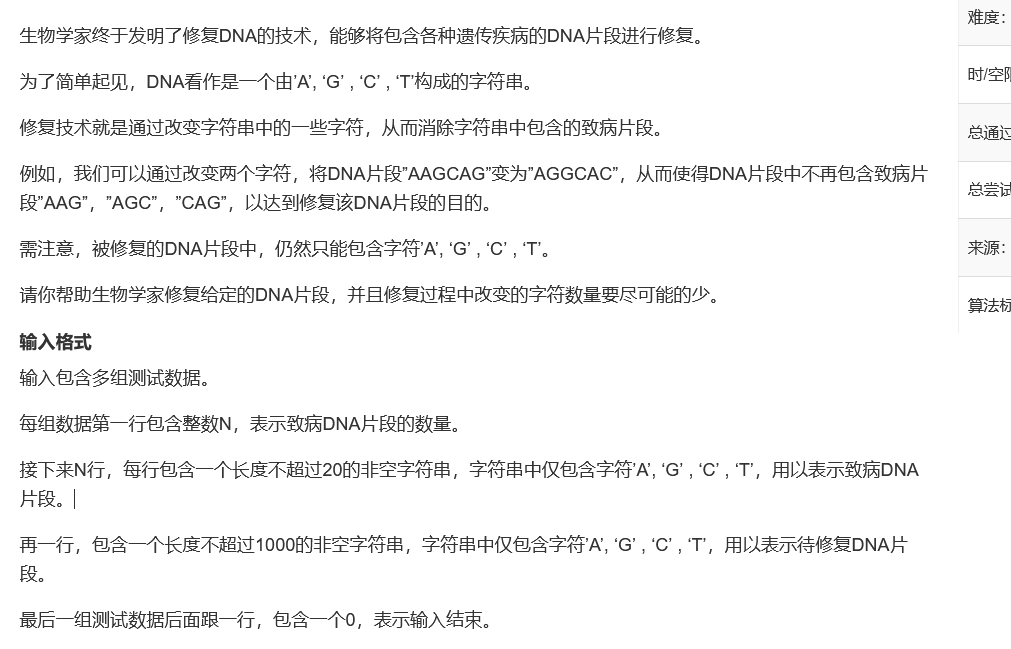 生物学家终于发明了修复DNA的技术，能够将包含各种遗传疾病的DNA片段进行修复。
为了简单起见，DNA看作是一个由’A’, ‘G’ , ‘C’ , ‘T’构成的字符串。
修复技术就是通过改变字符串中的一些字符，从而消除字符串中包含的致病片段。
例如，我们可以通过改变两个字符，将DNA片段”AAGCAG”变为”AGGCAC”，从而使得DNA片段中不再包含致病片
段”AAG”，”AGC”，”CAG”，以达到修复该DNA片段的目的。
需注意，被修复的DNA片段中，仍然只能包含字符’A’, ‘G’ , ‘C’ , ‘T’。
请你帮助生物学家修复给定的DNA片段，并且修复过程中改变的字符数量要尽可能的少。
输入格式
输入包含多组测试数据。
每组数据第一行包含整数N，表示致病DNA片段的数量。
接下来N行，每行包含一个长度不超过20的非空字符串，字符串中仅包含字符’A’, ‘G’ , ‘C’ , ‘T’，用以表示致病DNA
片段。
再一行，包含一个长度不超过1000的非空字符串，字符串中仅包含字符’A’, ‘G’ , ‘C’ , ‘T’，用以表示待修复DNA片
段。
最后一组测试数据后面跟一行，包含一个0，表示输入结束。
难度：
时/空限
总通过
总尝试
来源：
算法标